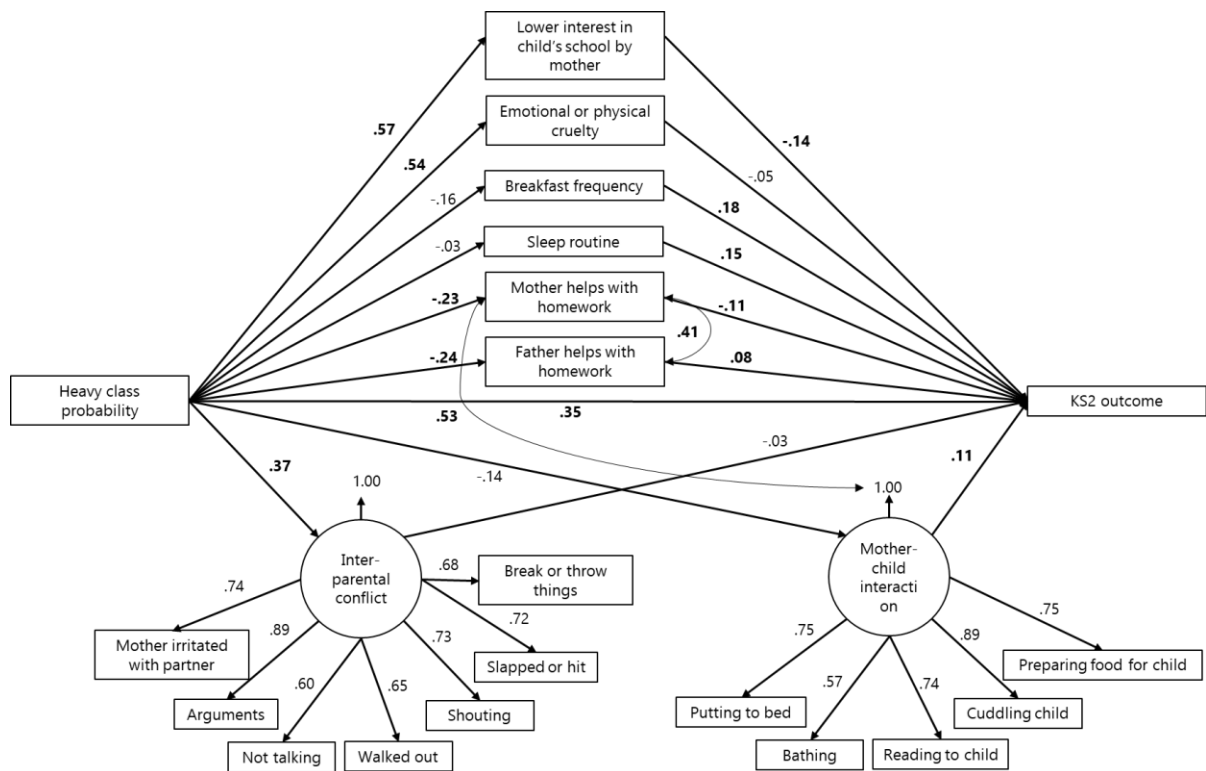 Lower interest in
child's school by
mother
Emotional or physical
cruelty
.57
-.14
.54
-.05
Breakfast frequency
-.16
.18
-.03
Sleep routine
.15
Mother helps with
homework
-.23
-.11
.41
Father helps with
homework
-.24
.08
Heavy class
probability
KS2 outcome
.53
.35
-.03
.37
-.14
.11
1.00
1.00
Inter-
parental
conflict
Mother-
child
interacti
on
.68
Break or throw
things
.74
.72
.75
.75
Mother irritated
with partner
.89
.73
Slapped or hit
.89
Preparing food for child
.60
.65
.57
.74
Arguments
Shouting
Putting to bed
Cuddling child
Not talking
Walked out
Bathing
Reading to child